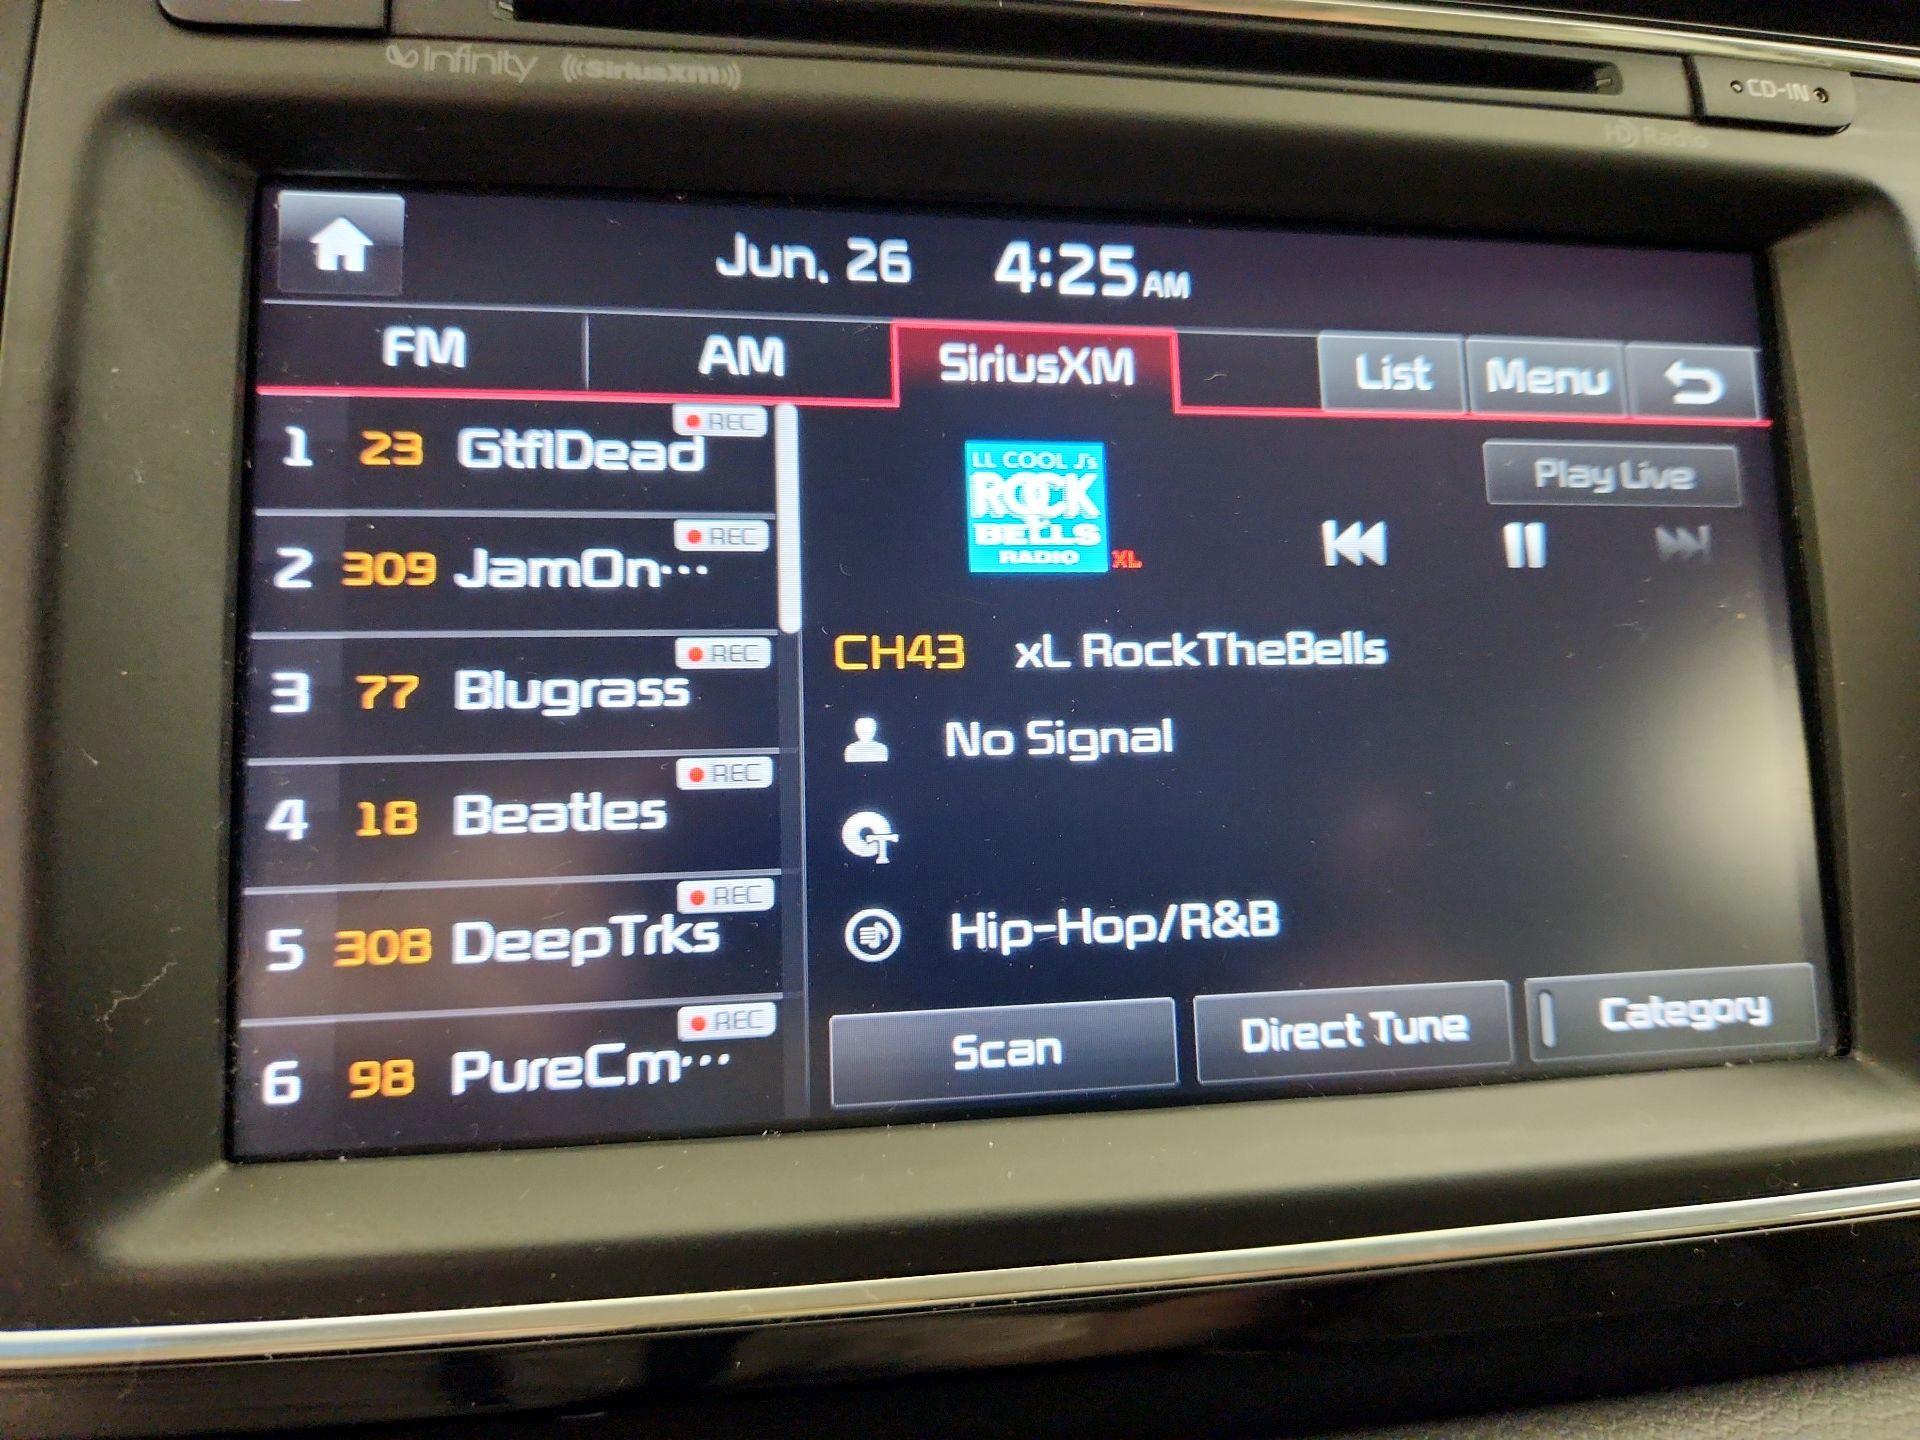 Infinity ((SiriusXM))
CD-IN
HD Radio
Jun. 26 4:25 AM
FM AM SiriusXM List Menu
REC
1 23 GtflDead
REC
2 309 JamOn···
REC
3 77 Blugrass
REC
4 18 Beatles
REC
5 308 DeepTrks
REC
6 98 PureCm···
LL COOL J's
ROCK
BELLS
RADIO XL
Play Live
CH43 xL RockTheBells
No Signal
Hip-Hop/R&B
Scan Direct Tune Category